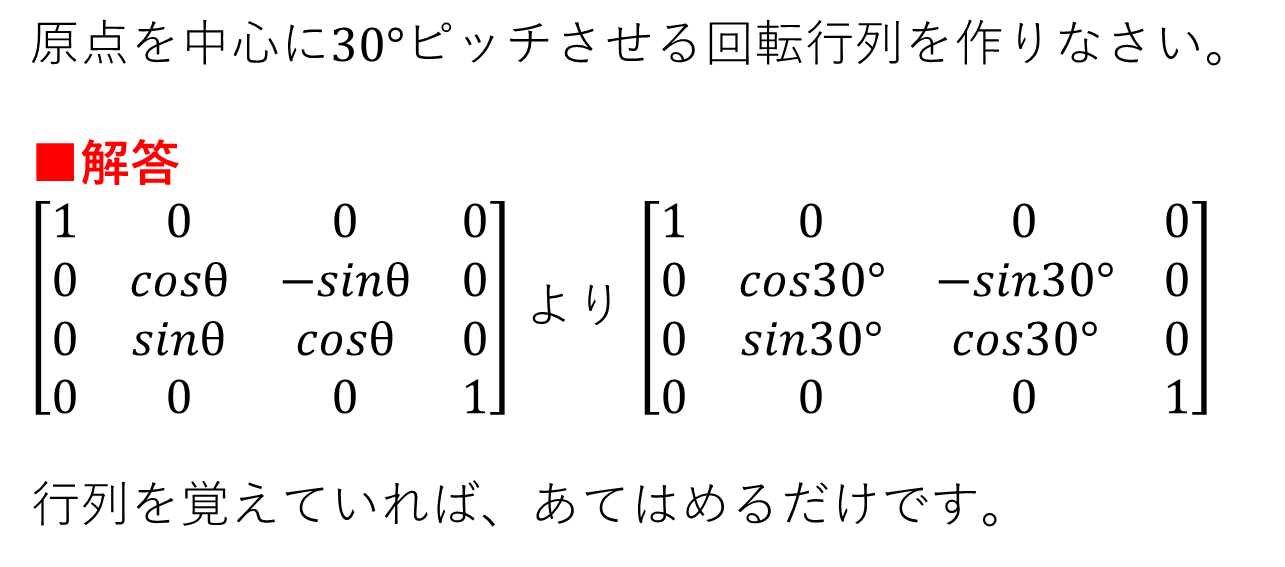 原点を中心に30°ピッチさせる回転行列を作りなさい。
■解答
[1 0 0 0] [1 0 0 0]
[0 cosθ −sinθ 0] [0 cos30° −sin30° 0]
より
[0 sinθ cosθ 0] [0 sin30° cos30° 0]
[0 0 0 1] [0 0 0 1]
行列を覚えていれば、あてはめるだけです。